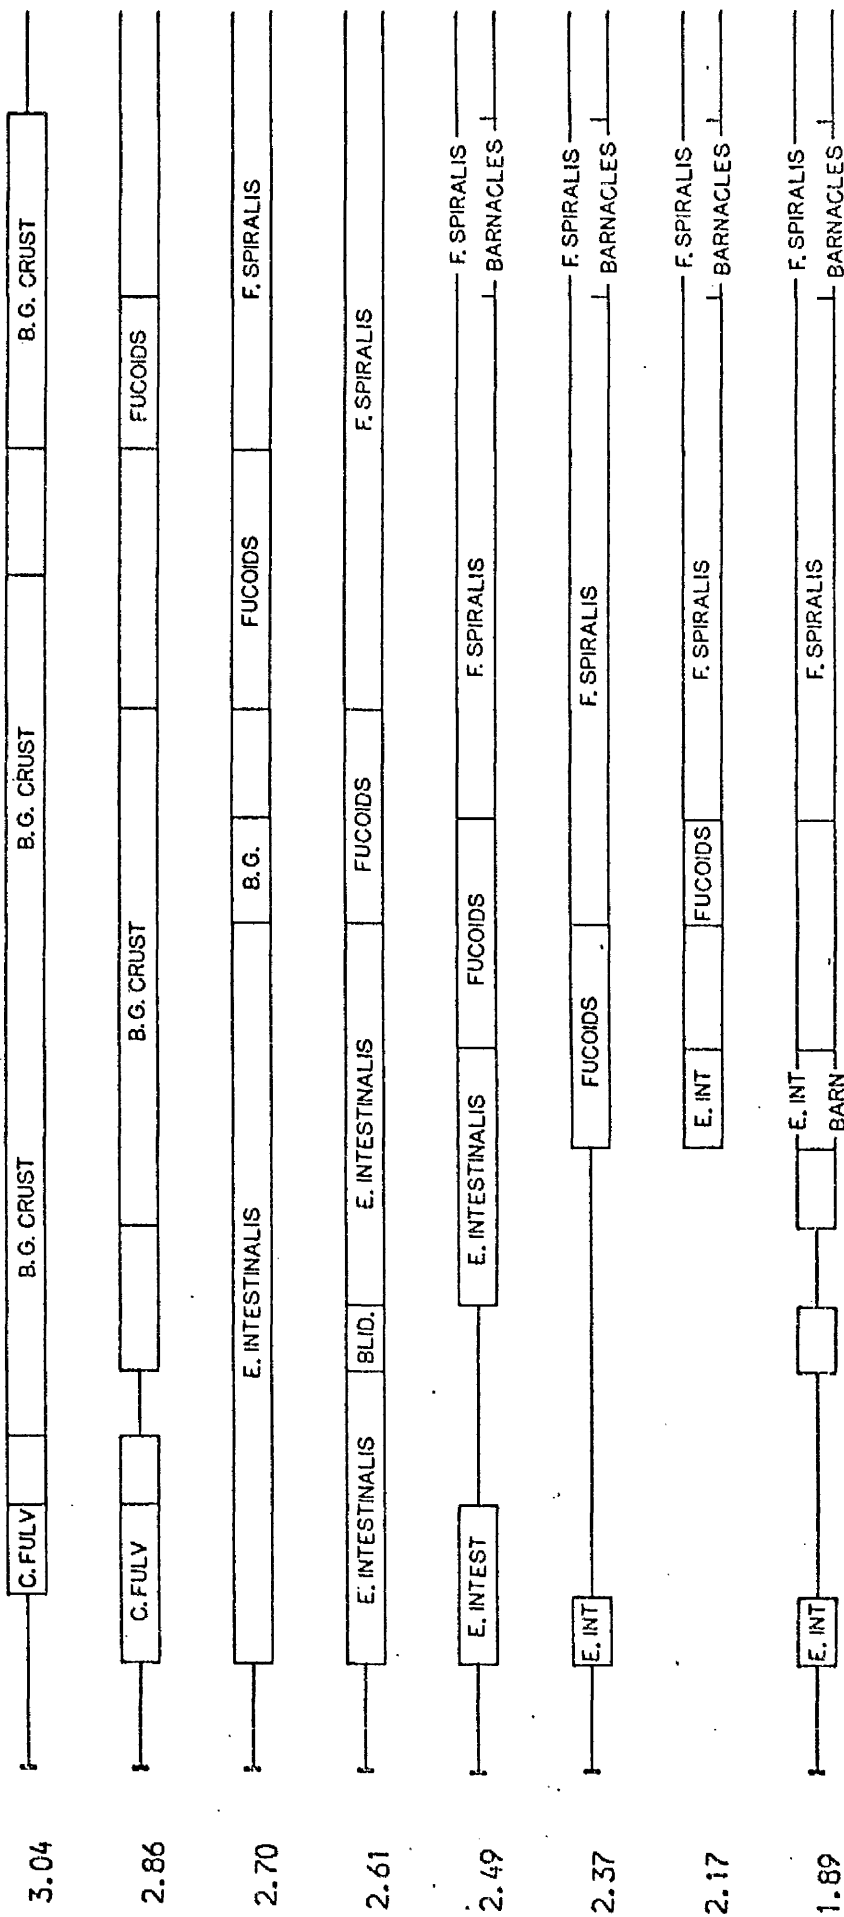 3.04
C. FULV
B.G. CRUST
B.G. CRUST
B.G. CRUST
2.86
C. FULV
B.G. CRUST
FUCOIDS
2.70
E. INTESTINALIS
B.G.
FUCOIDS
F. SPIRALIS
2.61
E. INTESTINALIS
BLID.
E. INTESTINALIS
FUCOIDS
F. SPIRALIS
2.49
E. INTEST
E. INTESTINALIS
FUCOIDS
F. SPIRALIS
F. SPIRALIS
BARNACLES
2.37
E. INT
FUCOIDS
F. SPIRALIS
F. SPIRALIS
BARNACLES
2.17
E. INT
FUCOIDS
F. SPIRALIS
F. SPIRALIS
BARNACLES
1.89
E. INT
E. INT
BARN
F. SPIRALIS
F. SPIRALIS
BARNACLES